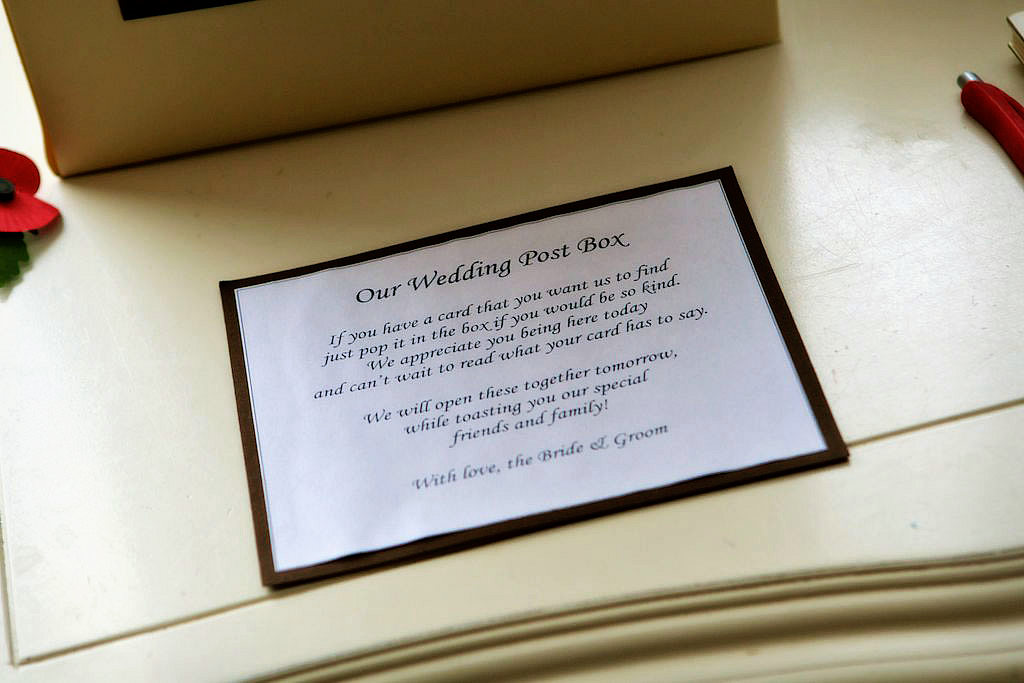 Our Wedding Post Box
If you have a card that you want us to find
just pop it in the box if you would be so kind.
We appreciate you being here today
and can't wait to read what your card has to say.
We will open these together tomorrow,
while toasting you our special
friends and family!
With love, the Bride & Groom